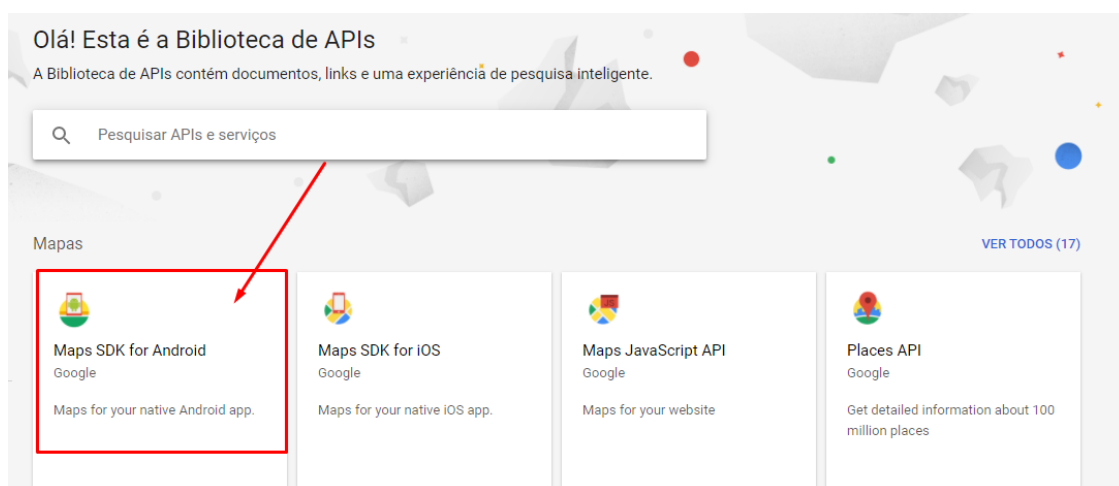 Olá! Esta é a Biblioteca de APIs
A Biblioteca de APIs contém documentos, links e uma experiência de pesquisa inteligente.
Pesquisar APIs e serviços
Mapas
VER TODOS (17)
Maps SDK for Android
Google
Maps for your native Android app.
Maps SDK for iOS
Google
Maps for your native iOS app.
JS
Maps JavaScript API
Google
Maps for your website
Places API
Google
Get detailed information about 100
million places